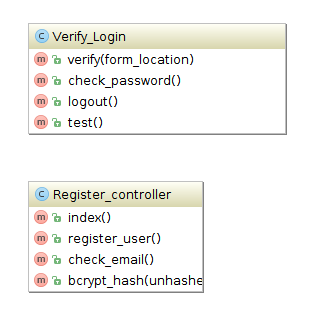 C Verify_Login
m verify(form_location)
m check_password()
m logout()
m test()
C Register_controller
m index()
m register_user()
m check_email()
m bcrypt_hash(unhashe